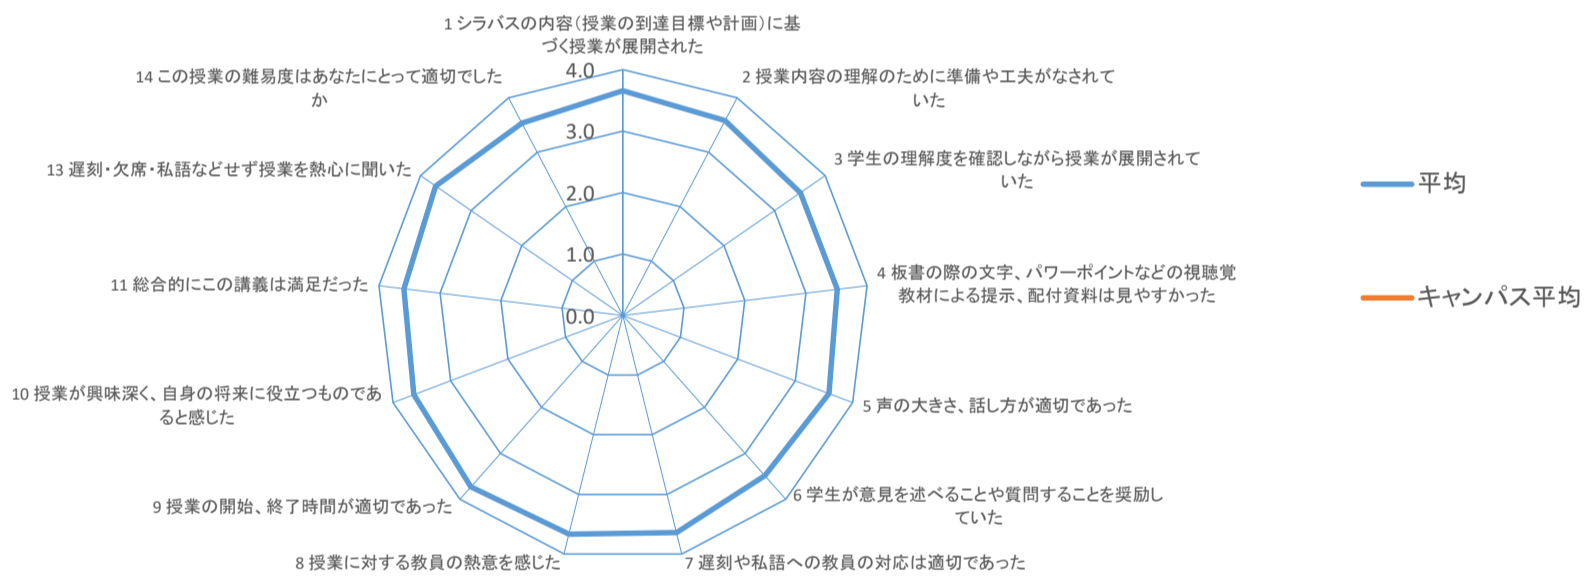 1 シラバスの内容(授業の到達目標や計画)に基
づく授業が展開された
2 授業内容の理解のために準備や工夫がなされて
いた
3 学生の理解度を確認しながら授業が展開されて
いた
4 板書の際の文字、パワーポイントなどの視聴覚
教材による提示、配付資料は見やすかった
5 声の大きさ、話し方が適切であった
6 学生が意見を述べることや質問することを奨励し
ていた
7 遅刻や私語への教員の対応は適切であった
8 授業に対する教員の熱意を感じた
9 授業の開始、終了時間が適切であった
10 授業が興味深く、自身の将来に役立つものであ
ると感じた
11 総合的にこの講義は満足だった
13 遅刻・欠席・私語などせず授業を熱心に聞いた
14 この授業の難易度はあなたにとって適切でした
か
4.0
3.0
2.0
1.0
0.0
平均
キャンパス平均